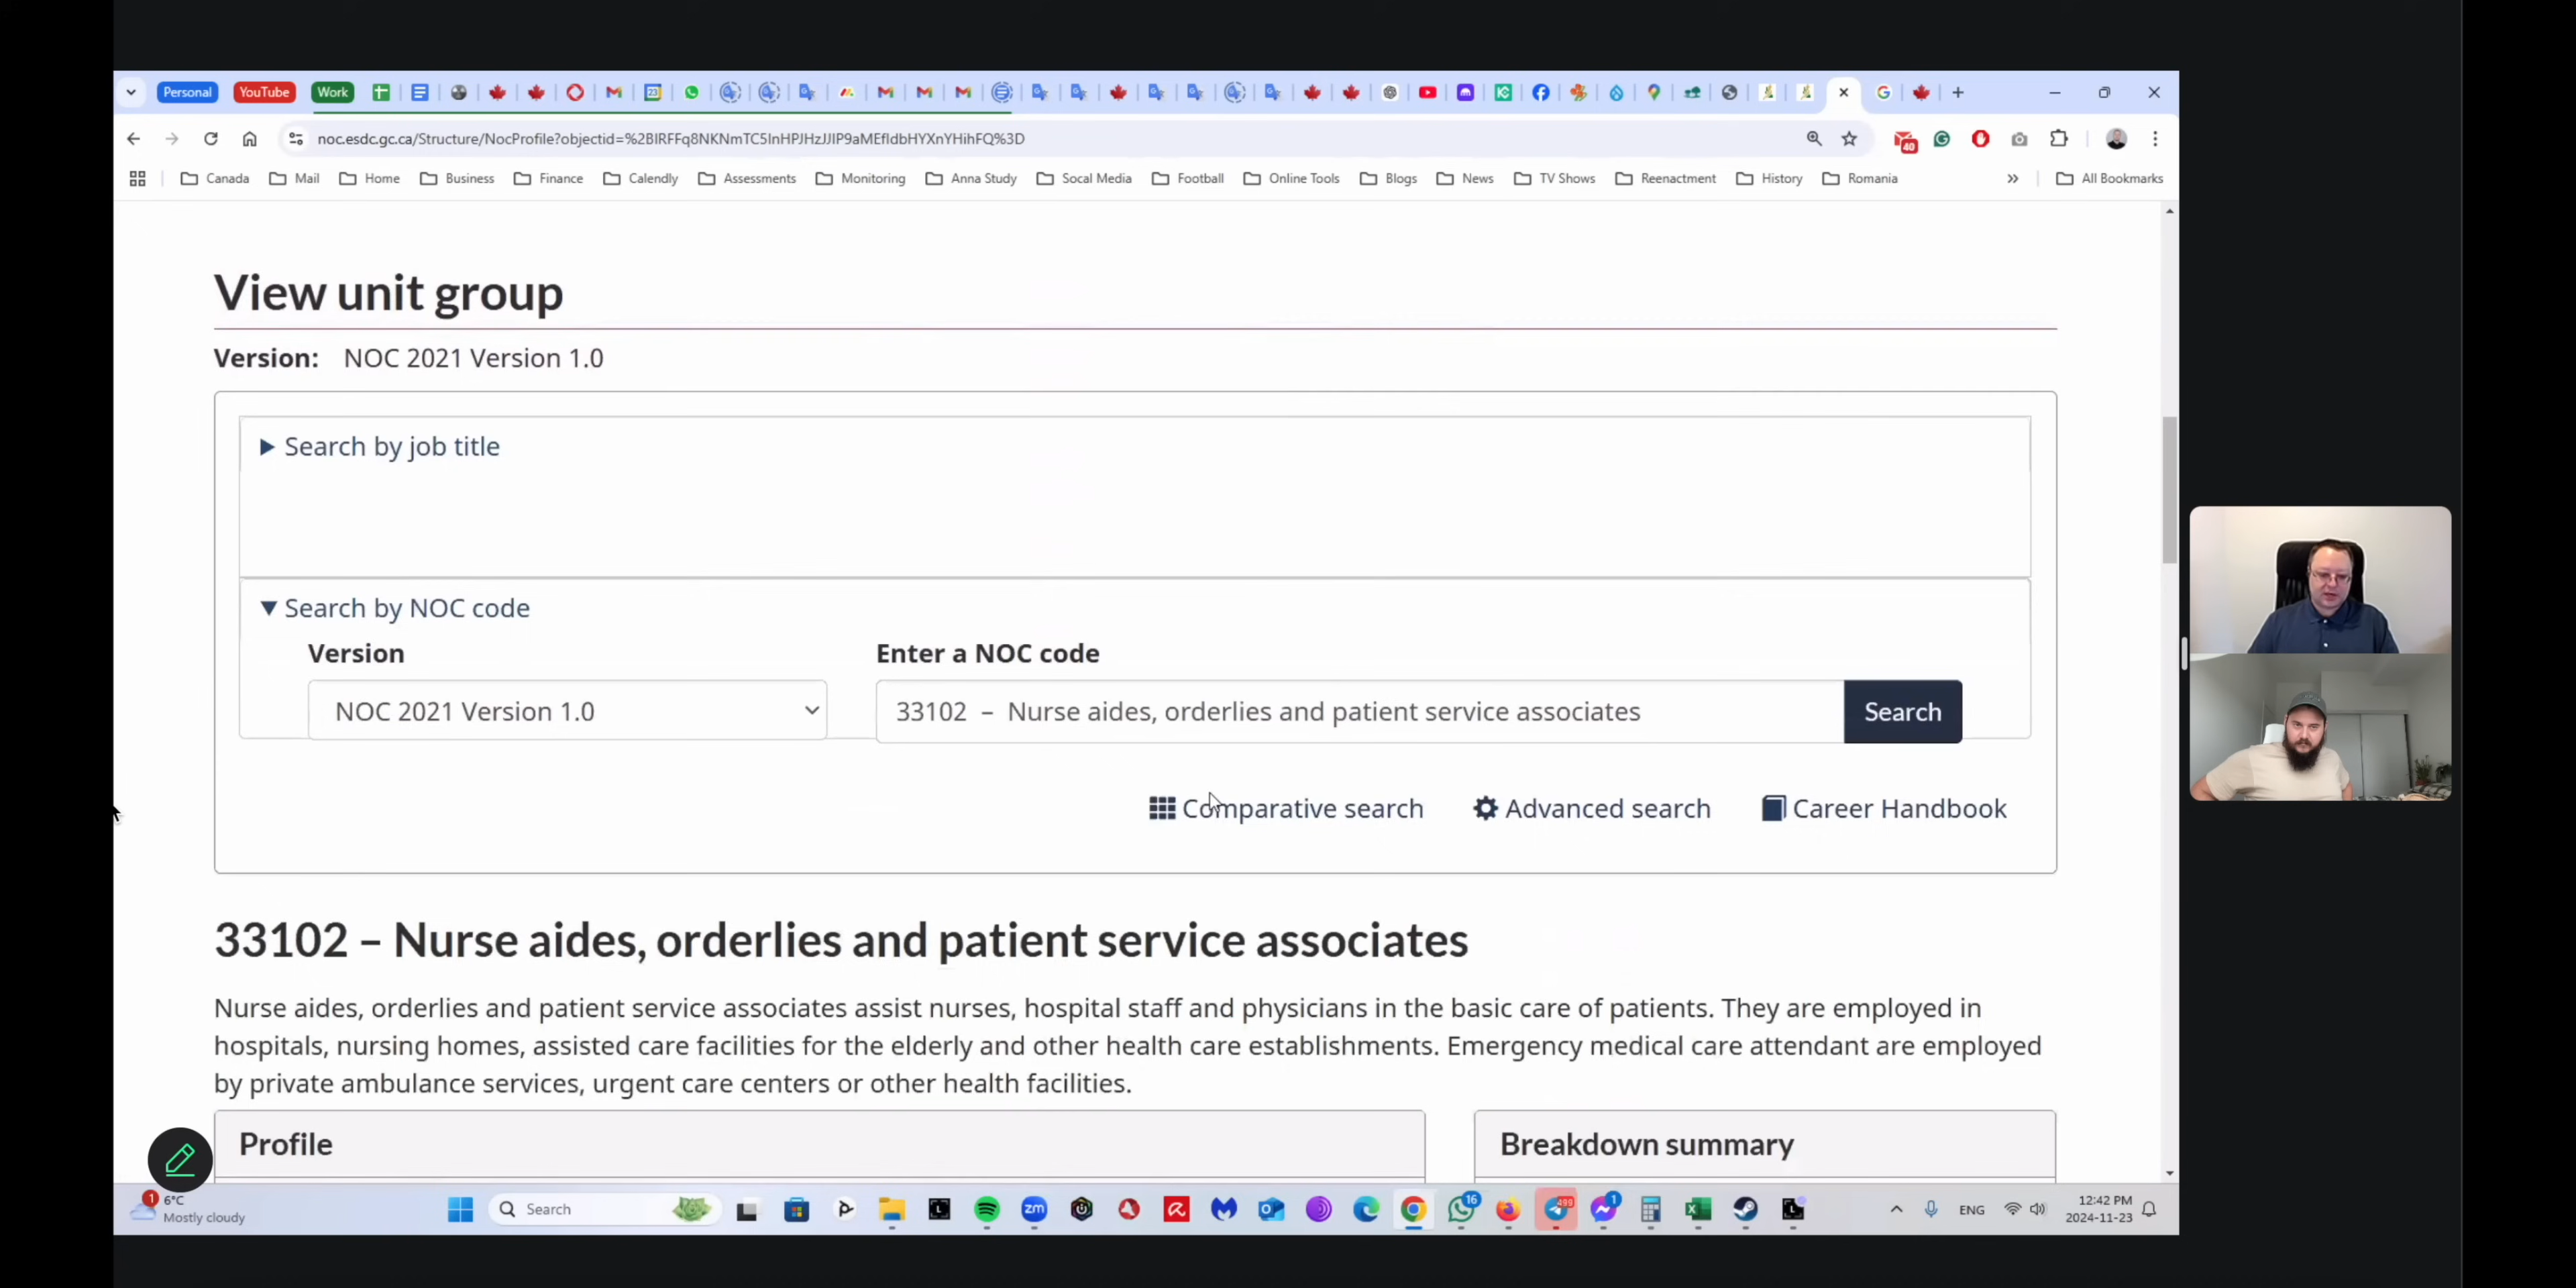 Personal YouTube Work
noc.esdc.gc.ca/Structure/NocProfile?objectid=%2BIRFFq8NKNmTC5InHPJHzJJIP9aMEfIdbHYXnYHihFQ%3D
40
Canada Mail Home Business Finance Calendly Assessments Monitoring Anna Study Socal Media Football Online Tools Blogs News TV Shows Reenactment History Romania » All Bookmarks
View unit group
Version: NOC 2021 Version 1.0
Search by job title
Search by NOC code
Version Enter a NOC code
NOC 2021 Version 1.0 33102 – Nurse aides, orderlies and patient service associates Search
Comparative search Advanced search Career Handbook
33102 – Nurse aides, orderlies and patient service associates
Nurse aides, orderlies and patient service associates assist nurses, hospital staff and physicians in the basic care of patients. They are employed in
hospitals, nursing homes, assisted care facilities for the elderly and other health care establishments. Emergency medical care attendant are employed
by private ambulance services, urgent care centers or other health facilities.
Profile Breakdown summary
1 6°C
Mostly cloudy
Search
zm
16
499
1
ENG
12:42 PM
2024-11-23